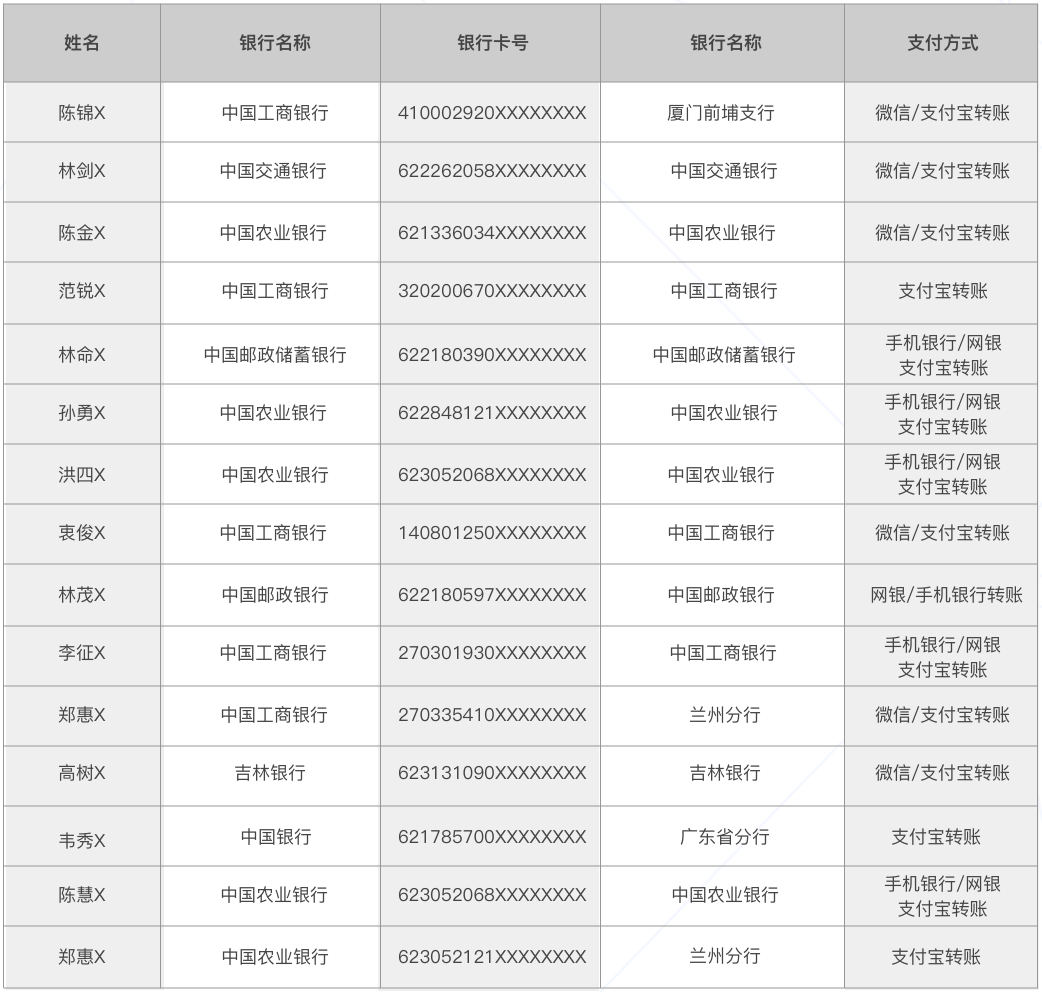 姓名 银行名称 银行卡号 银行名称 支付方式
陈锦X 中国工商银行 410002920XXXXXXXX 厦门前埔支行 微信/支付宝转账
林剑X 中国交通银行 622262058XXXXXXXX 中国交通银行 微信/支付宝转账
陈金X 中国农业银行 621336034XXXXXXXX 中国农业银行 微信/支付宝转账
范锐X 中国工商银行 320200670XXXXXXXX 中国工商银行 支付宝转账
林命X 中国邮政储蓄银行 622180390XXXXXXXX 中国邮政储蓄银行 手机银行/网银
支付宝转账
孙勇X 中国农业银行 622848121XXXXXXXX 中国农业银行 手机银行/网银
支付宝转账
洪四X 中国农业银行 623052068XXXXXXXX 中国农业银行 手机银行/网银
支付宝转账
衷俊X 中国工商银行 140801250XXXXXXXX 中国工商银行 微信/支付宝转账
林茂X 中国邮政银行 622180597XXXXXXXX 中国邮政银行 网银/手机银行转账
李征X 中国工商银行 270301930XXXXXXXX 中国工商银行 手机银行/网银
支付宝转账
郑惠X 中国工商银行 270335410XXXXXXXX 兰州分行 微信/支付宝转账
高树X 吉林银行 623131090XXXXXXXX 吉林银行 微信/支付宝转账
韦秀X 中国银行 621785700XXXXXXXX 广东省分行 支付宝转账
陈慧X 中国农业银行 623052068XXXXXXXX 中国农业银行 手机银行/网银
支付宝转账
郑惠X 中国农业银行 623052121XXXXXXXX 兰州分行 支付宝转账